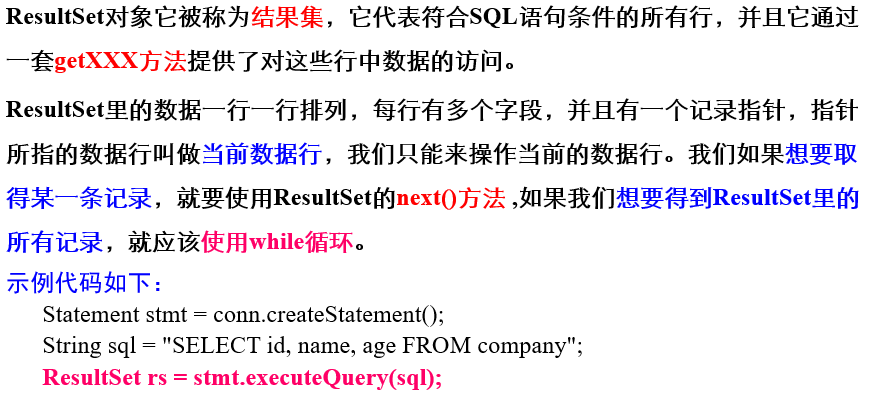 ResultSet对象它被称为结果集，它代表符合SQL语句条件的所有行，并且它通过
一套getXXX方法提供了对这些行中数据的访问。
ResultSet里的数据一行一行排列，每行有多个字段，并且有一个记录指针，指针
所指的数据行叫做当前数据行，我们只能来操作当前的数据行。我们如果想要取
得某一条记录，就要使用ResultSet的next()方法 ,如果我们想要得到ResultSet里的
所有记录，就应该使用while循环。
示例代码如下：
Statement stmt = conn.createStatement();
String sql = "SELECT id, name, age FROM company";
ResultSet rs = stmt.executeQuery(sql);